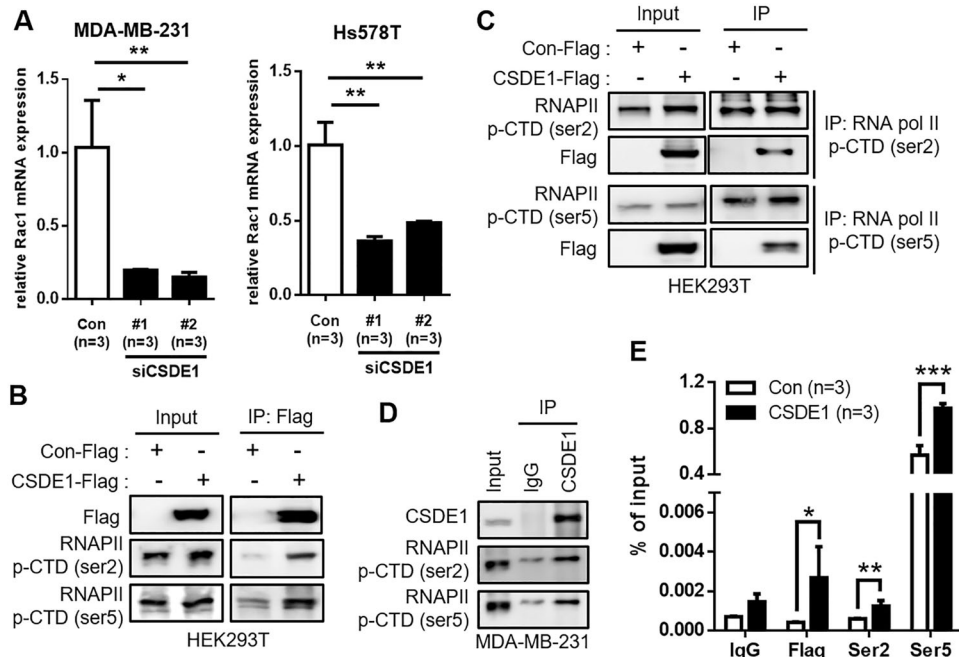 A
MDA-MB-231
relative Rac1 mRNA expression
1.5
1.0
0.5
0.0
**
*
Con
(n=3)
#1
(n=3)
#2
(n=3)
siCSDE1
Hs578T
relative Rac1 mRNA expression
1.5
1.0
0.5
0.0
**
**
Con
(n=3)
#1
(n=3)
#2
(n=3)
siCSDE1
B
Input IP: Flag
Con-Flag : + - + -
CSDE1-Flag : - + - +
Flag
RNAPII
p-CTD (ser2)
RNAPII
p-CTD (ser5)
HEK293T
C
Input IP
Con-Flag : + - + -
CSDE1-Flag : - + - +
RNAPII
p-CTD (ser2)
Flag
IP: RNA pol II
p-CTD (ser2)
RNAPII
p-CTD (ser5)
Flag
IP: RNA pol II
p-CTD (ser5)
HEK293T
D
IP
Input IgG CSDE1
CSDE1
RNAPII
p-CTD (ser2)
RNAPII
p-CTD (ser5)
MDA-MB-231
E
Con (n=3)
CSDE1 (n=3)
% of input
1.2
0.8
0.4
0.006
0.004
0.002
0.000
*
**
***
IgG Flag Ser2 Ser5